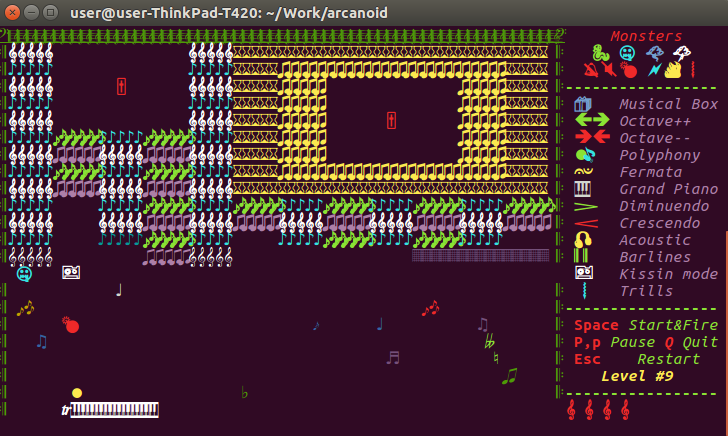 user@user-ThinkPad-T420: ~/Work/arcanoid
Monsters
Musical Box
Octave++
Octave--
Polyphony
Fermata
Grand Piano
Diminuendo
Crescendo
Acoustic
Barlines
Kissin mode
Trills
Space Start&Fire
P,p Pause Q Quit
Esc Restart
Level #9
tr